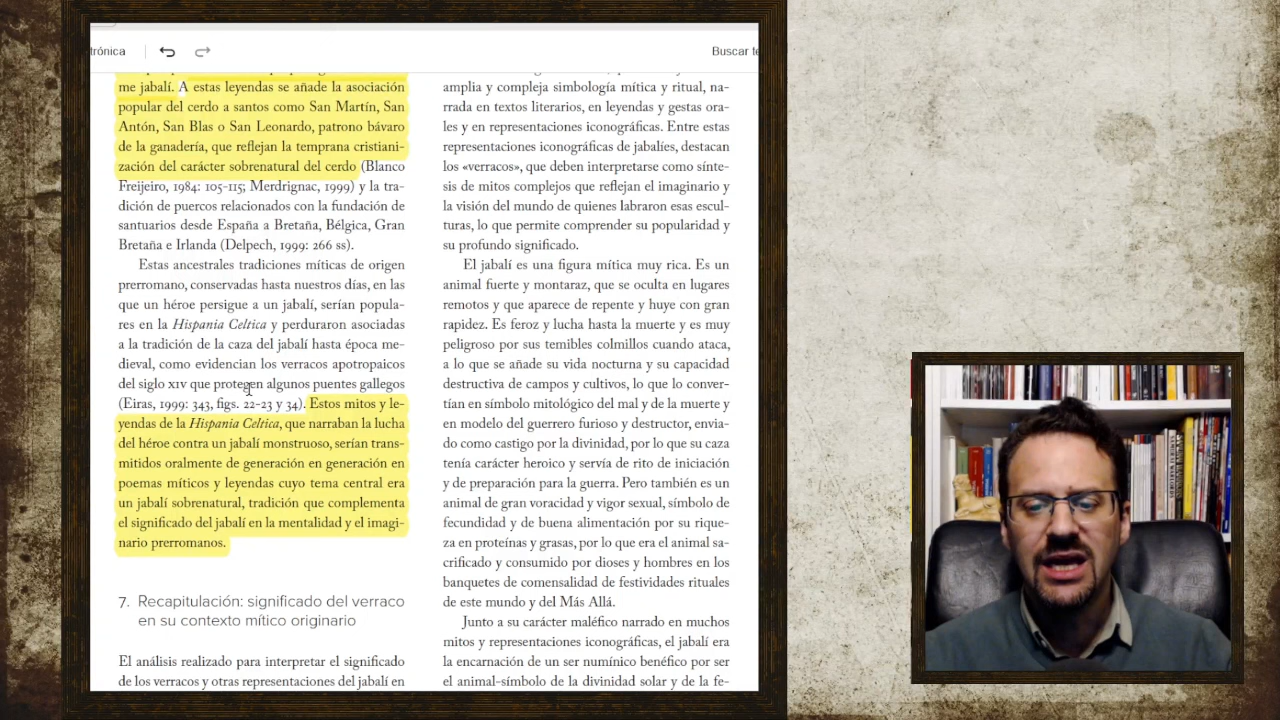 trónica
Buscar te
me jabalí. A estas leyendas se añade la asociación
popular del cerdo a santos como San Martín, San
Antón, San Blas o San Leonardo, patrono bávaro
de la ganadería, que reflejan la temprana cristiani-
zación del carácter sobrenatural del cerdo (Blanco
Freijeiro, 1984: 105-115; Merdrignac, 1999) y la tra-
dición de puercos relacionados con la fundación de
santuarios desde España a Bretaña, Bélgica, Gran
Bretaña e Irlanda (Delpech, 1999: 266 ss).
Estas ancestrales tradiciones míticas de origen
prerromano, conservadas hasta nuestros días, en las
que un héroe persigue a un jabalí, serían popula-
res en la Hispania Celtica y perduraron asociadas
a la tradición de la caza del jabalí hasta época me-
dieval, como evidencian los verracos apotropaicos
del siglo XIV que protegen algunos puentes gallegos
(Eiras, 1999: 343, figs. 22-23 y 34). Estos mitos y le-
yendas de la Hispania Celtica, que narraban la lucha
del héroe contra un jabalí monstruoso, serían trans-
mitidos oralmente de generación en generación en
poemas míticos y leyendas cuyo tema central era
un jabalí sobrenatural, tradición que complementa
el significado del jabalí en la mentalidad y el imagi-
nario prerromanos.
7. Recapitulación: significado del verraco
en su contexto mítico originario
El análisis realizado para interpretar el significado
de los verracos y otras representaciones del jabalí en
amplia y compleja simbología mítica y ritual, na-
rrada en textos literarios, en leyendas y gestas ora-
les y en representaciones iconográficas. Entre estas
representaciones iconográficas de jabalíes, destacan
los «verracos», que deben interpretarse como sínte-
sis de mitos complejos que reflejan el imaginario y
la visión del mundo de quienes labraron esas escul-
turas, lo que permite comprender su popularidad y
su profundo significado.
El jabalí es una figura mítica muy rica. Es un
animal fuerte y montaraz, que se oculta en lugares
remotos y que aparece de repente y huye con gran
rapidez. Es feroz y lucha hasta la muerte y es muy
peligroso por sus temibles colmillos cuando ataca,
a lo que se añade su vida nocturna y su capacidad
destructiva de campos y cultivos, lo que lo conver-
tían en símbolo mitológico del mal y de la muerte y
en modelo del guerrero furioso y destructor, envia-
do como castigo por la divinidad, por lo que su caza
tenía carácter heroico y servía de rito de iniciación
y de preparación para la guerra. Pero también es un
animal de gran voracidad y vigor sexual, símbolo de
fecundidad y de buena alimentación por su rique-
za en proteínas y grasas, por lo que era el animal sa-
crificado y consumido por dioses y hombres en los
banquetes de comensalidad de festividades rituales
de este mundo y del Más Allá.
Junto a su carácter maléfico narrado en muchos
mitos y representaciones iconográficas, el jabalí era
la encarnación de un ser numínico benéfico por ser
el animal-símbolo de la divinidad solar y de la fe-